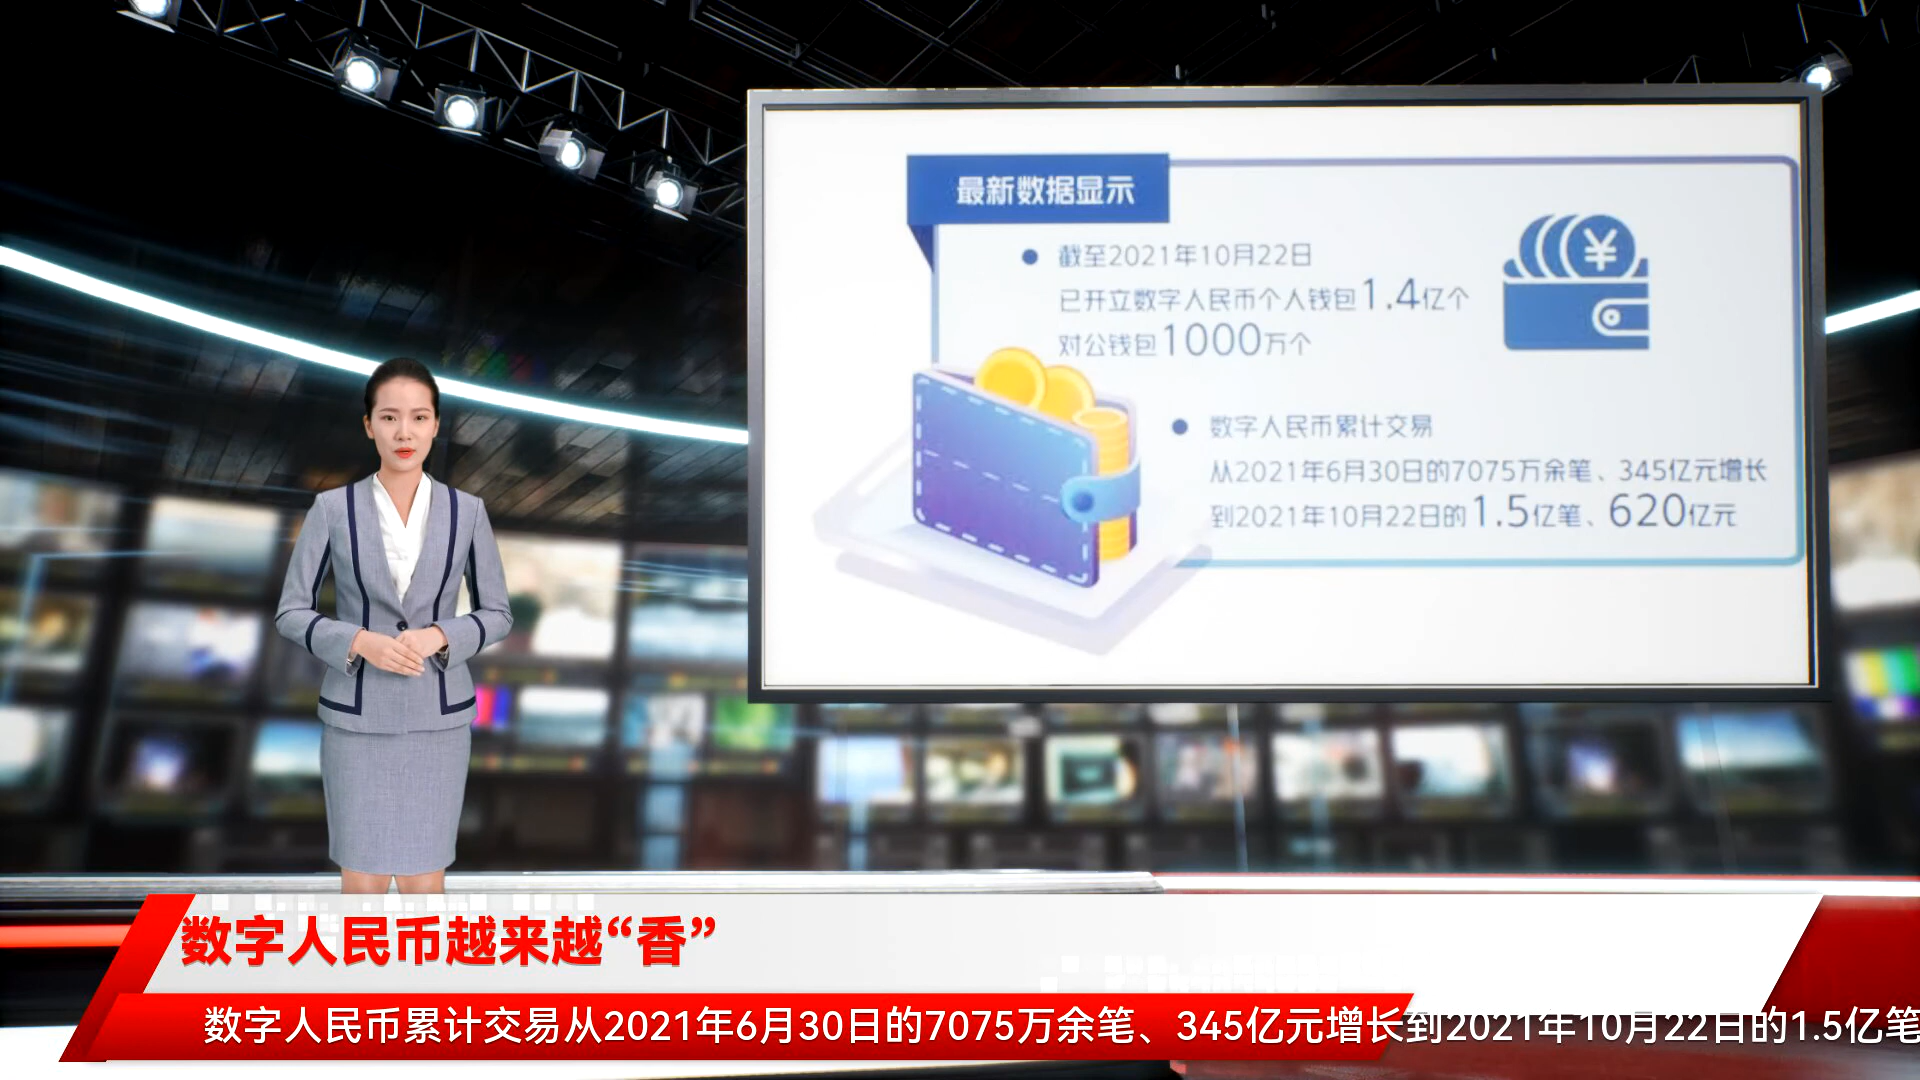 最新数据显示
截至2021年10月22日
已开立数字人民币个人钱包1.4亿个
对公钱包1000万个
¥
数字人民币累计交易
从2021年6月30日的7075万余笔、345亿元增长
到2021年10月22日的1.5亿笔、620亿元
数字人民币越来越“香”
数字人民币累计交易从2021年6月30日的7075万余笔、345亿元增长到2021年10月22日的1.5亿笔